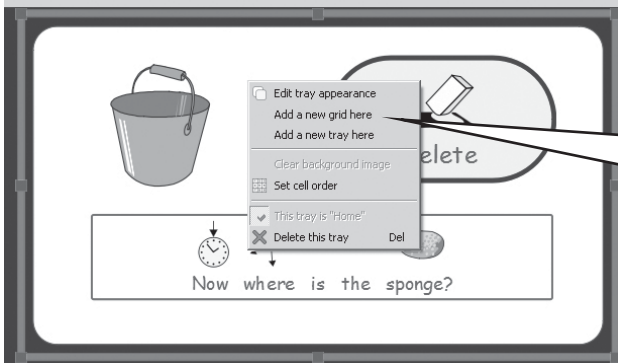 Edit tray appearance
Add a new grid here
Add a new tray here
elete
Clear background image
Set cell order
This tray is "Home"
Delete this tray Del
Now where is the sponge?